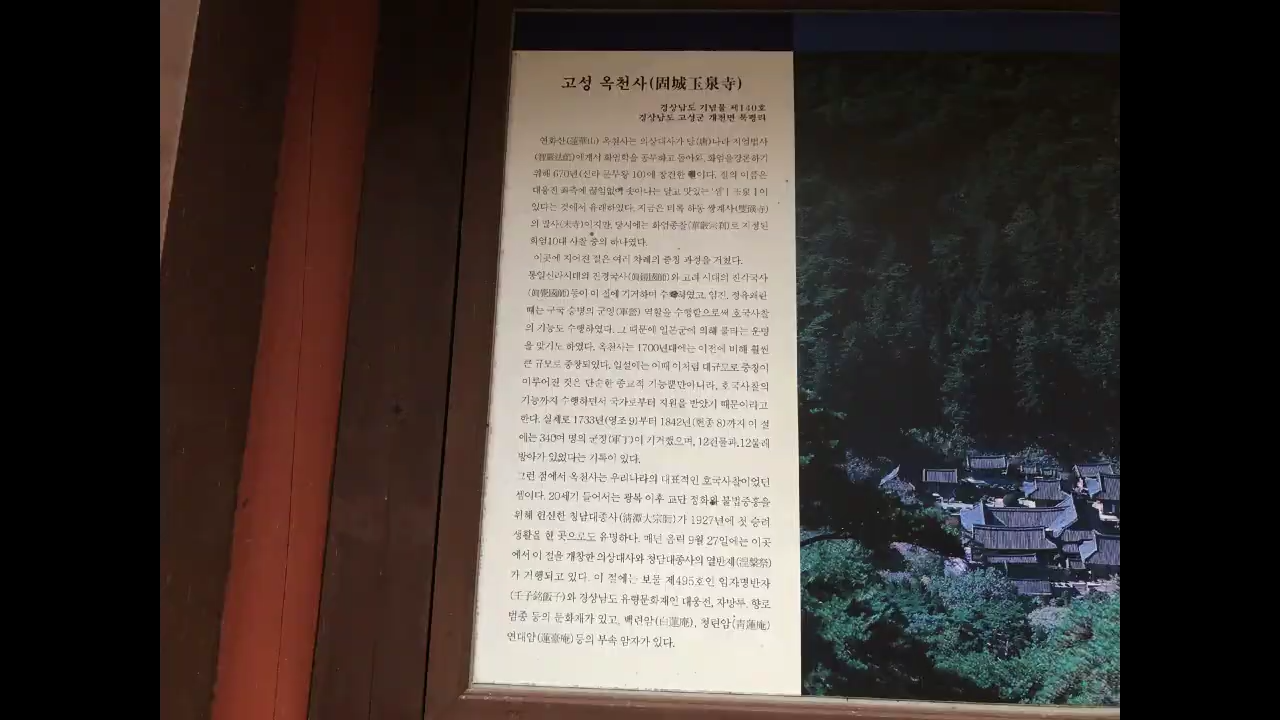 고성 옥천사(固城玉泉寺)
경상남도 기념물 제140호
경상남도 고성군 개천면 북평리
연화산(蓮華山) 옥천사는 의상대사가 당(唐)나라 지엄법사
(智嚴法師)에게서 화엄학을 공부하고 돌아와, 화엄을 강론하기
위해 670년(신라 문무왕 10)에 창건한 이다. 절의 이름은
대웅전 좌측에 끊임없 솟아나는 달고 맛있는 '샘[玉泉]'이
있다는 것에서 유래하였다. 지금은 비록 하동 쌍계사(雙磎寺)
의 말사(末寺)이지만, 당시에는 화엄종찰(華嚴宗刹)로 지정된
화엄10대 사찰 중의 하나였다.
이곳에 지어진 절은 여러 차례의 중창 과정을 거쳤다.
통일신라시대의 진경국사(眞鏡國師)와 고려 시대의 진각국사
(眞覺國師)등이 이 절에 기거하며 수 하였고, 임진, 정유왜란
때는 구국 승병의 군영(軍營) 역할을 수행함으로써 호국사찰
의 기능도 수행하였다. 그 때문에 일본군에 의해 불타는 운명
을 맞기도 하였다. 옥천사는 1700년대에는 이전에 비해 훨씬
큰 규모로 중창되었다. 일설에는 이때 이처럼 대규모로 중창이
이루어진 것은 단순한 종교적 기능뿐만아니라, 호국사찰의
기능까지 수행하면서 국가로부터 지원을 받았기 때문이라고
한다. 실제로 1733년(영조 9)부터 1842년(헌종 8)까지 이 절
에는 340여 명의 군정(軍丁)이 기거했으며, 12건물과 12물레
방아가 있었다는 기록이 있다.
그런 점에서 옥천사는 우리나라의 대표적인 호국사찰이었던
셈이다. 20세기 들어서는 광복 이후 교단 정화와 불법중흥을
위해 헌신한 청담대종사(淸潭大宗師)가 1927년에 첫 승려
생활을 한 곳으로도 유명하다. 매년 음력 9월 27일에는 이곳
에서 이 절을 개창한 의상대사와 청담대종사의 열반제(涅槃祭)
가 거행되고 있다. 이 절에는 보물 제495호인 임자명반자
(壬子銘飯子)와 경상남도 유형문화재인 대웅전, 자방루, 향로
범종 등의 문화재가 있고, 백련암(白蓮庵), 청련암(靑蓮庵)
연대암(蓮臺庵) 등의 부속 암자가 있다.